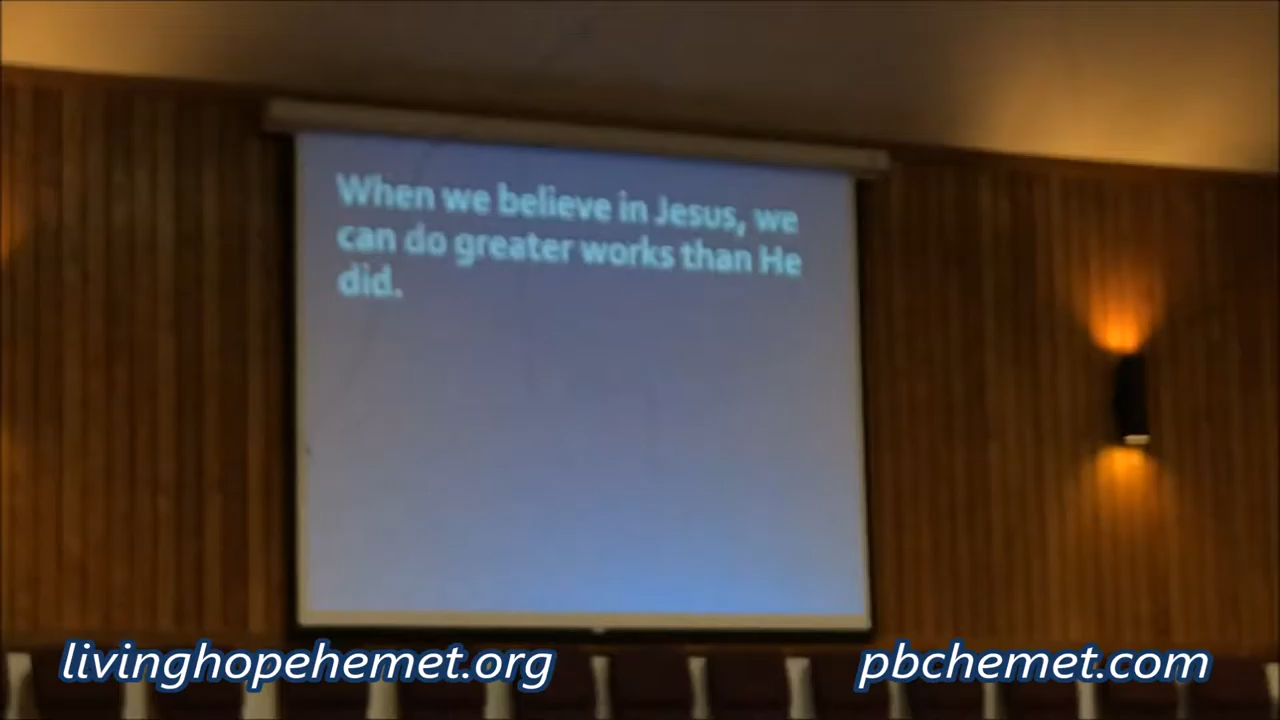 When we believe in Jesus, we
can do greater works than He
did.
livinghopehemet.org
pbchemet.com